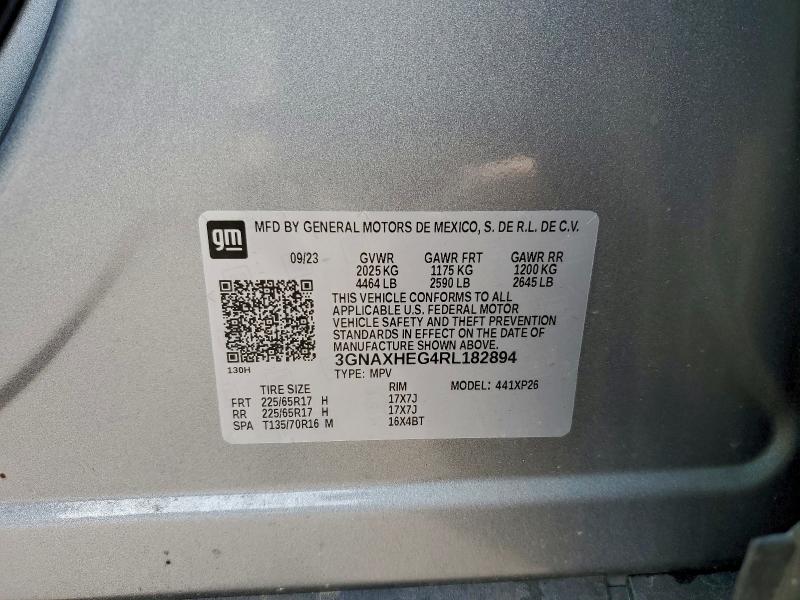 gm MFD BY GENERAL MOTORS DE MEXICO, S. DE R.L. DE C.V.
09/23 GVWR GAWR FRT GAWR RR
2025 KG 1175 KG 1200 KG
4464 LB 2590 LB 2645 LB
THIS VEHICLE CONFORMS TO ALL
APPLICABLE U.S. FEDERAL MOTOR
VEHICLE SAFETY AND THEFT PREVENTION
STANDARDS IN EFFECT ON THE DATE OF
MANUFACTURE SHOWN ABOVE.
3GNAXHEG4RL182894
130H TYPE: MPV
TIRE SIZE RIM MODEL: 441XP26
FRT 225/65R17 H 17X7J
RR 225/65R17 H 17X7J
SPA T135/70R16 M 16X4BT